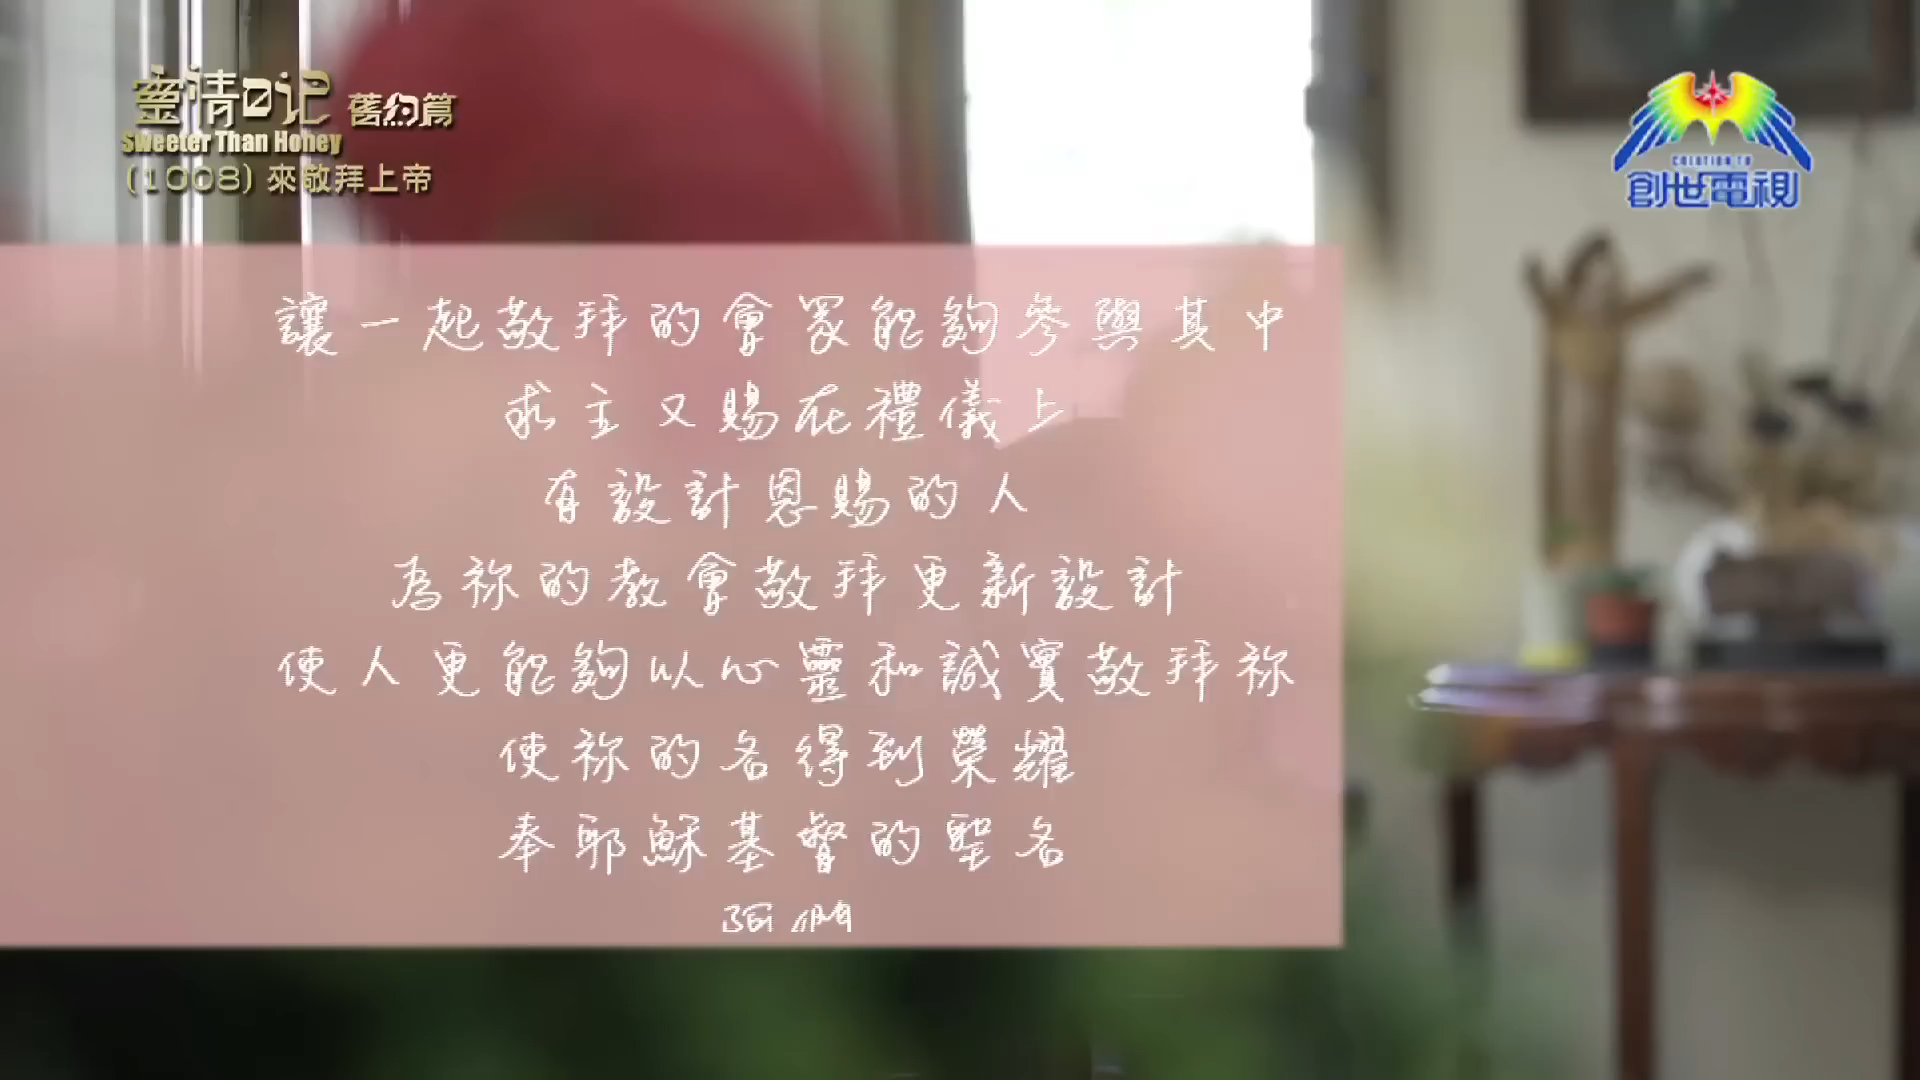 靈情日记 舊約篇
Sweeter Than Honey
(1008) 來敬拜上帝
CREATION TV
創世電視
讓一起敬拜的會眾能夠參與其中
求主又賜在禮儀上
有設計恩賜的人
為祢的教會敬拜更新設計
使人更能夠以心靈和誠實敬拜祢
使祢的名得到榮耀
奉耶穌基督的聖名
阿們